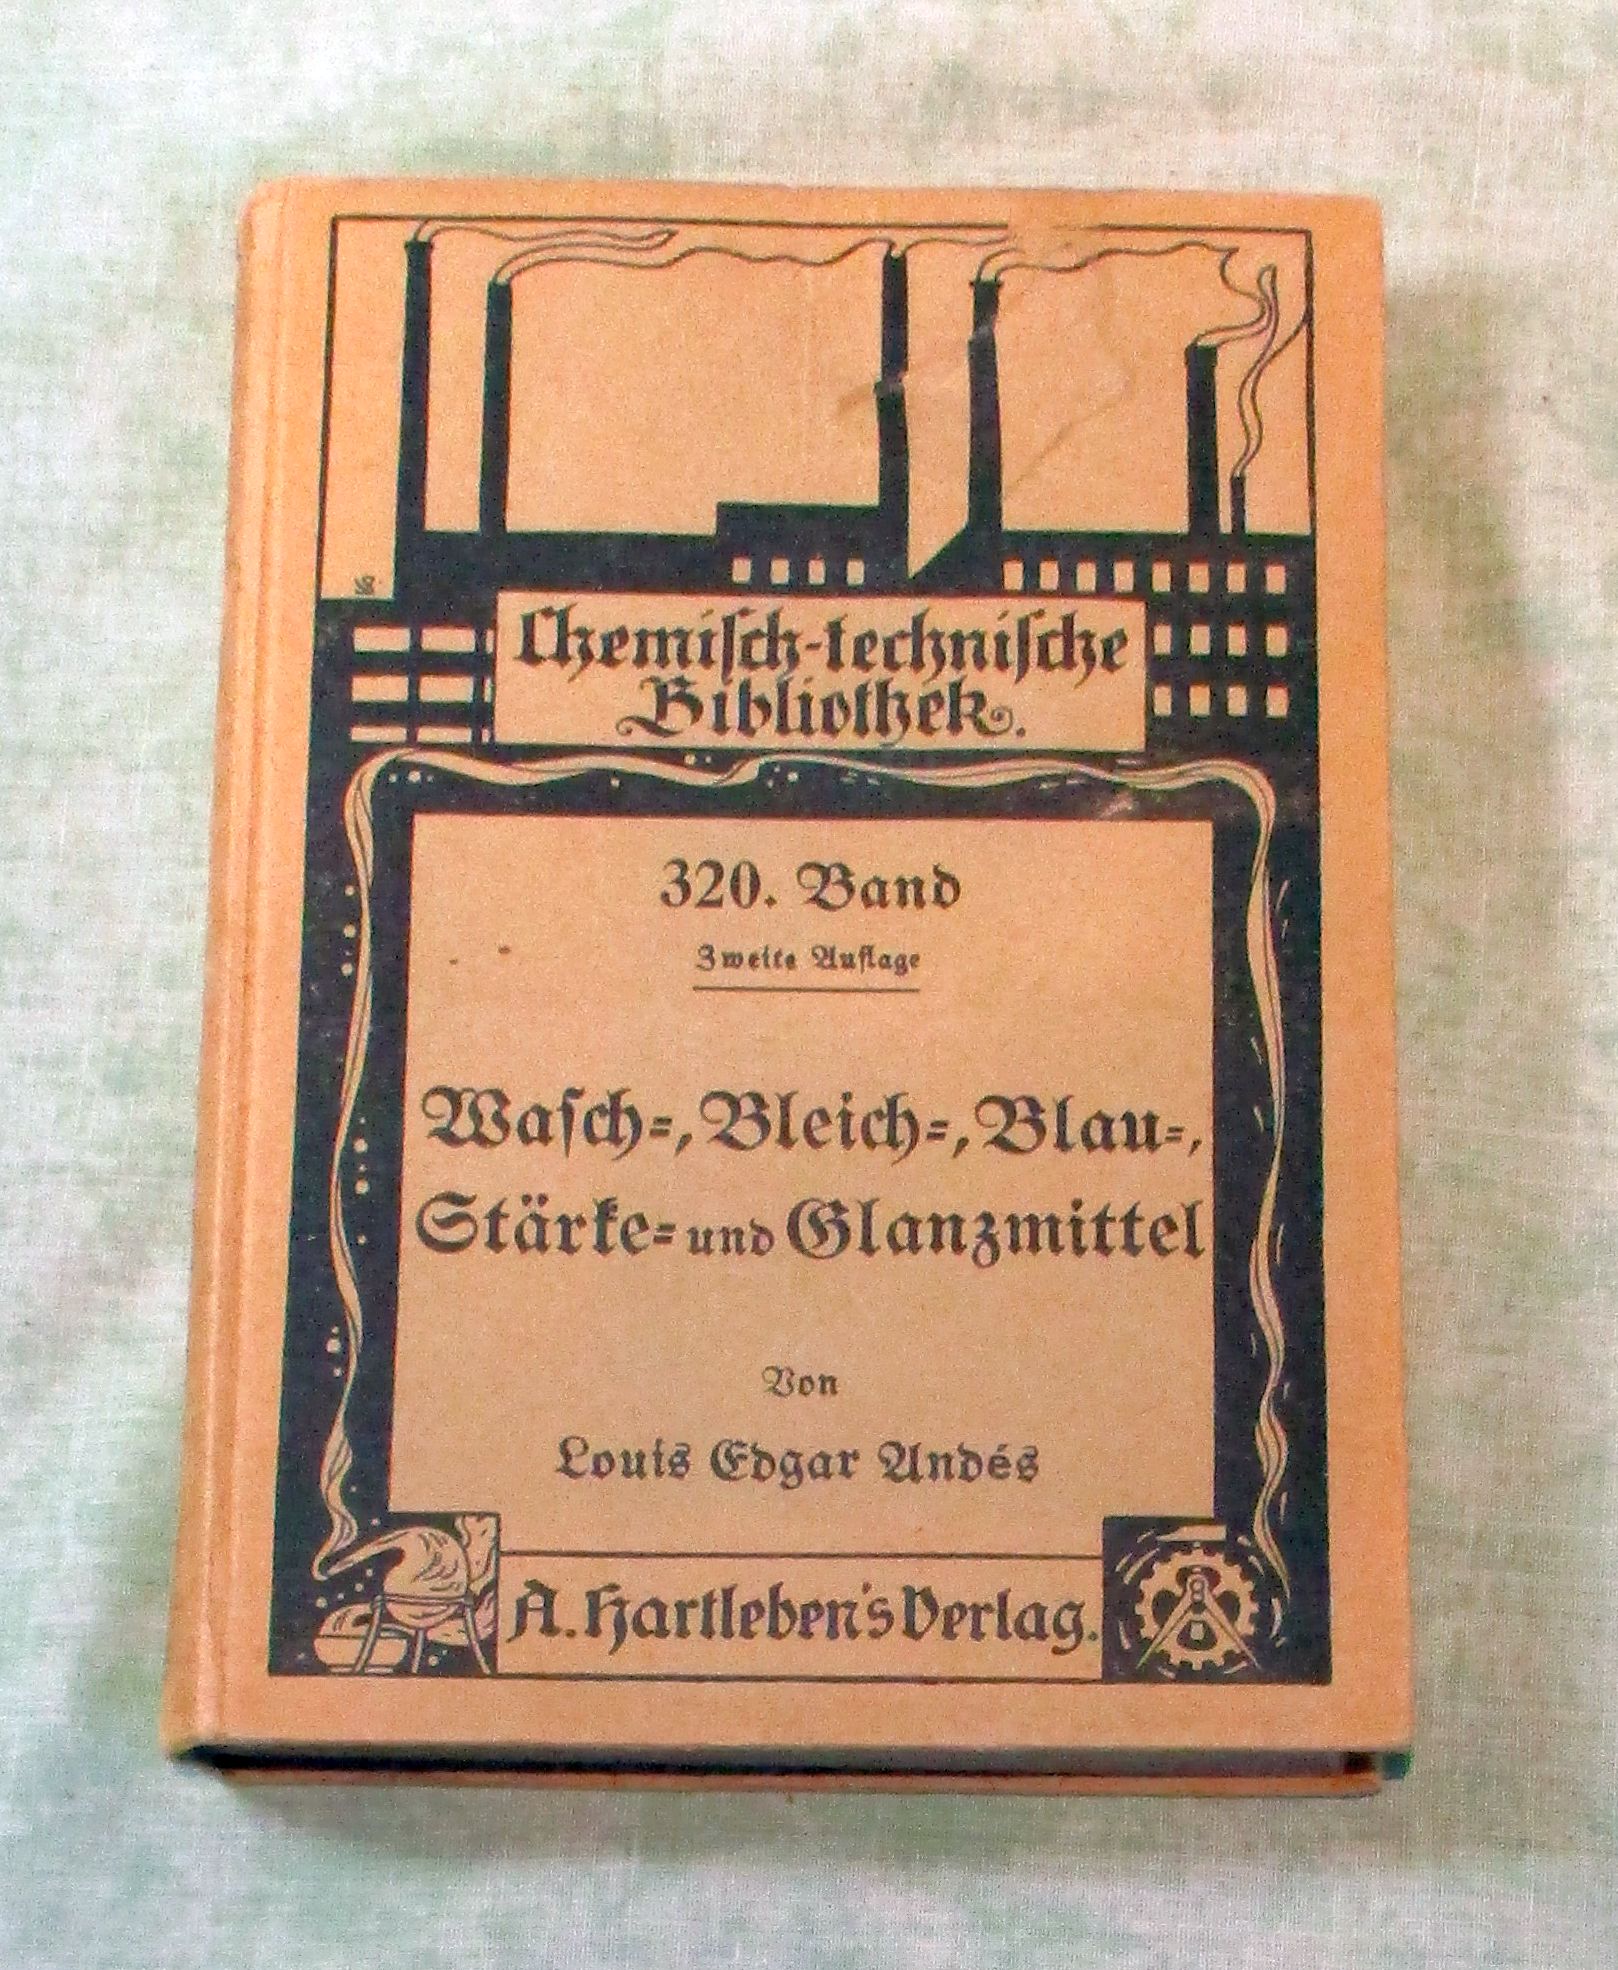 Chemiſch-techniſche
Bibliothek.
320. Band
Zweite Auflage
Waſch=, Bleich=, Blau=,
Stärke= und Glanzmittel
Von
Louis Edgar Andés
A. Hartleben's Verlag.